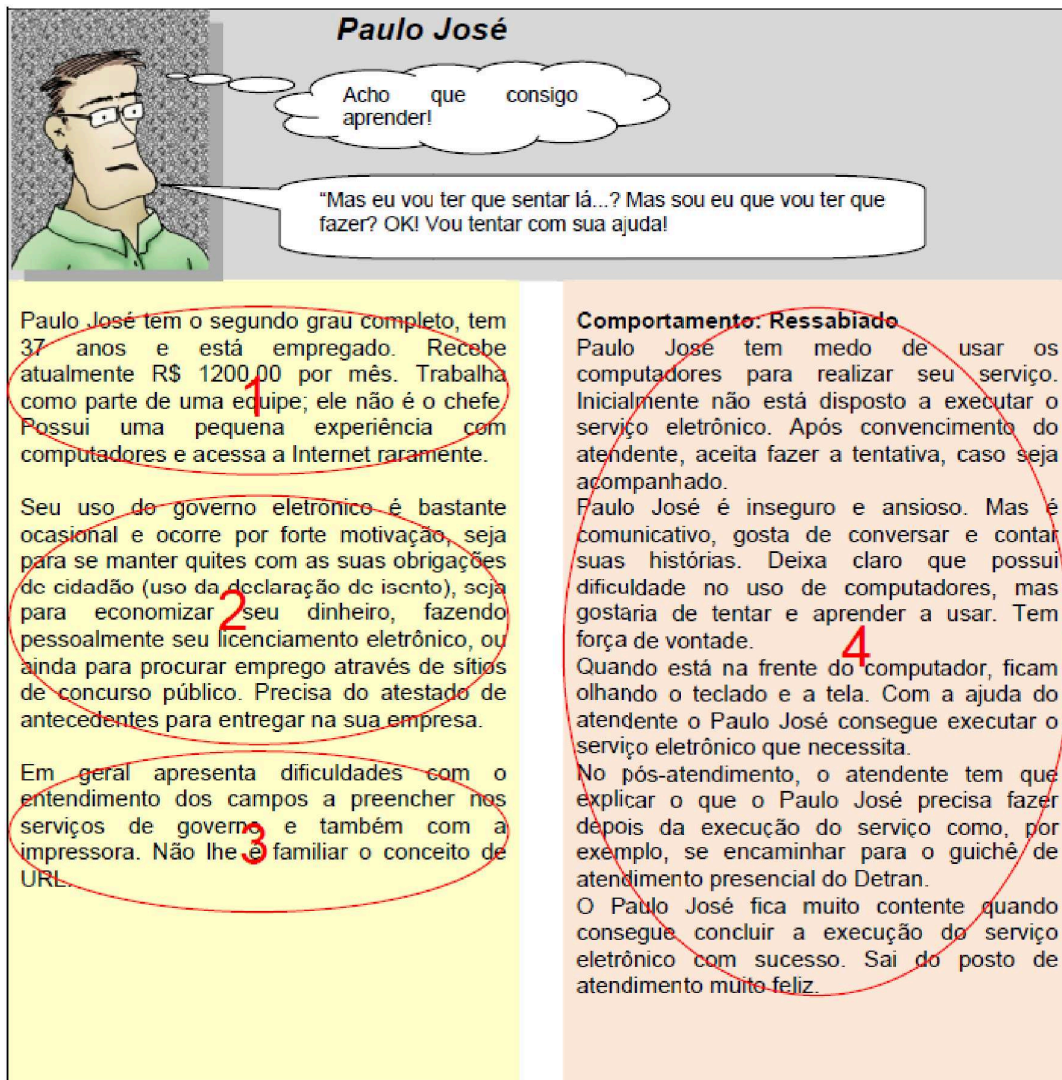 Paulo José
Acho que consigo
aprender!
"Mas eu vou ter que sentar lá...? Mas sou eu que vou ter que
fazer? OK! Vou tentar com sua ajuda!
Paulo José tem o segundo grau completo, tem
37 anos e está empregado. Recebe
atualmente R$ 1200,00 por mês. Trabalha
como parte de uma equipe; ele não é o chefe.
Possui uma pequena experiência com
computadores e acessa a Internet raramente.
1
Seu uso do governo eletrônico é bastante
ocasional e ocorre por forte motivação, seja
para se manter quites com as suas obrigações
de cidadão (uso da declaração de isento), seja
para economizar seu dinheiro, fazendo
pessoalmente seu licenciamento eletrônico, ou
ainda para procurar emprego através de sítios
de concurso público. Precisa do atestado de
antecedentes para entregar na sua empresa.
2
Em geral apresenta dificuldades com o
entendimento dos campos a preencher nos
serviços de governo e também com a
impressora. Não lhe é familiar o conceito de
URL.
3
Comportamento: Ressabiado
Paulo José tem medo de usar os
computadores para realizar seu serviço.
Inicialmente não está disposto a executar o
serviço eletrônico. Após convencimento do
atendente, aceita fazer a tentativa, caso seja
acompanhado.
Paulo José é inseguro e ansioso. Mas é
comunicativo, gosta de conversar e contar
suas histórias. Deixa claro que possui
dificuldade no uso de computadores, mas
gostaria de tentar e aprender a usar. Tem
força de vontade.
Quando está na frente do computador, ficam
olhando o teclado e a tela. Com a ajuda do
atendente o Paulo José consegue executar o
serviço eletrônico que necessita.
No pós-atendimento, o atendente tem que
explicar o que o Paulo José precisa fazer
depois da execução do serviço como, por
exemplo, se encaminhar para o guichê de
atendimento presencial do Detran.
O Paulo José fica muito contente quando
consegue concluir a execução do serviço
eletrônico com sucesso. Sai do posto de
atendimento muito feliz.
4